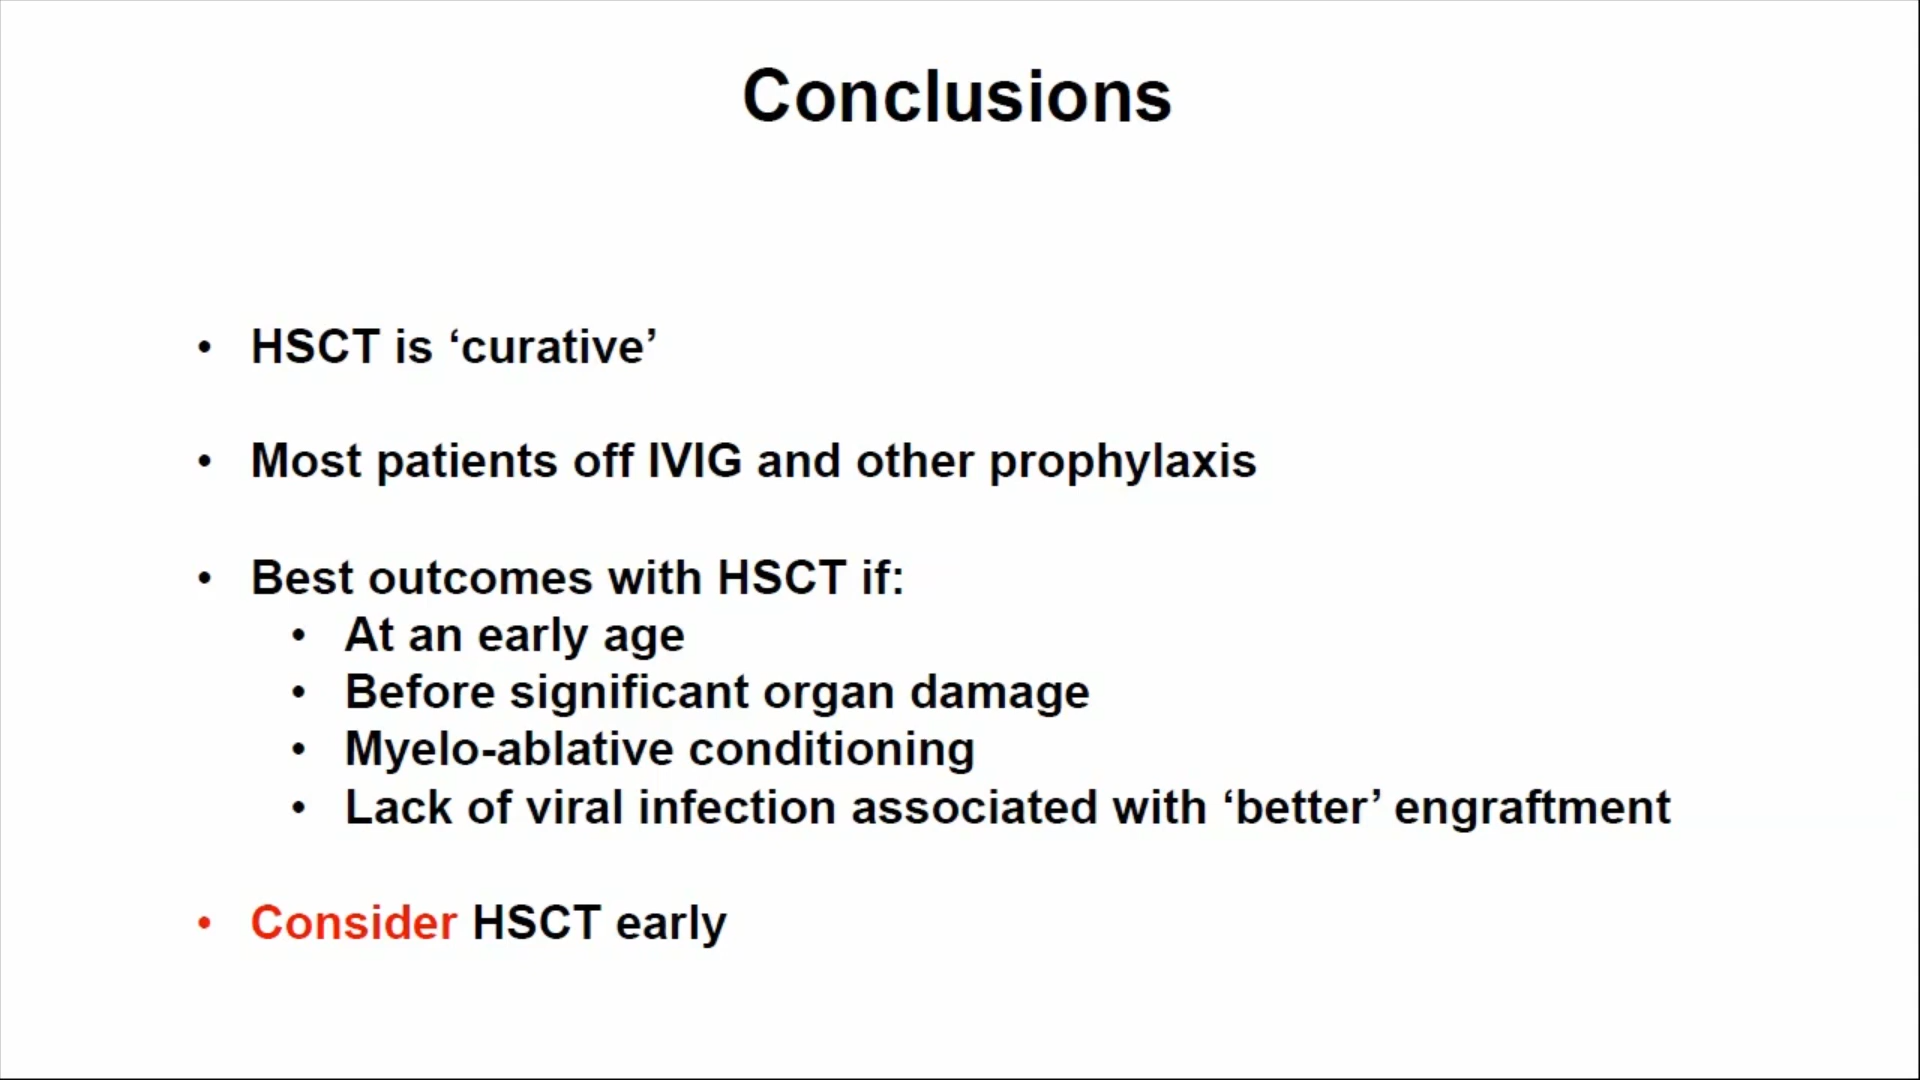 Conclusions
• HSCT is ‘curative’
• Most patients off IVIG and other prophylaxis
• Best outcomes with HSCT if:
• At an early age
• Before significant organ damage
• Myelo-ablative conditioning
• Lack of viral infection associated with ‘better’ engraftment
• Consider HSCT early